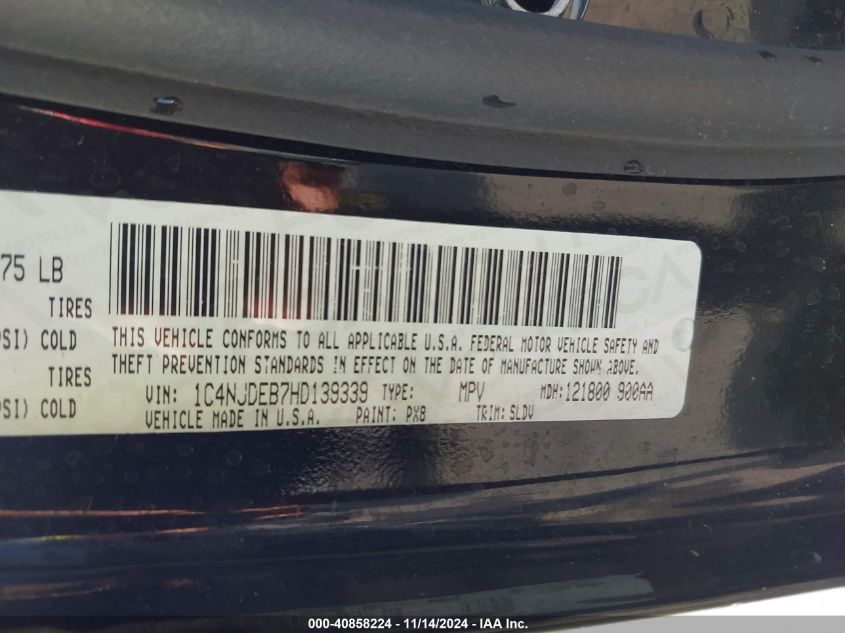 75 LB
TIRES
PSI) COLD
TIRES
PSI) COLD
THIS VEHICLE CONFORMS TO ALL APPLICABLE U.S.A. FEDERAL MOTOR VEHICLE SAFETY AND
THEFT PREVENTION STANDARDS IN EFFECT ON THE DATE OF MANUFACTURE SHOWN ABOVE.
VIN: 1C4NJDEB7HD139339 TYPE: MPV MDH: 121800 900AA
VEHICLE MADE IN U.S.A. PAINT: PX8 TRIM: SLDV
000-40858224 - 11/14/2024 - IAA Inc.